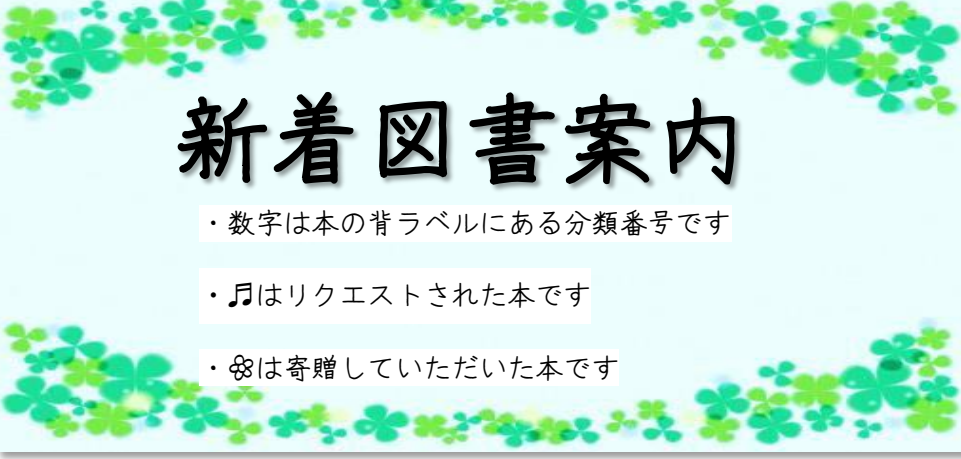 新着図書案内
・数字は本の背ラベルにある分類番号です
・♬はリクエストされた本です
・🏵は寄贈していただいた本です